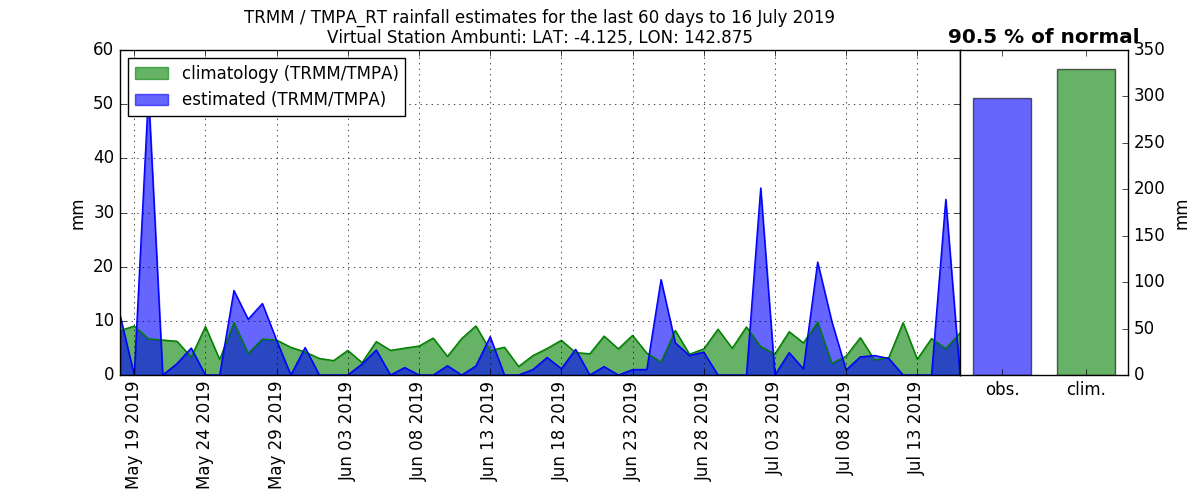 TRMM / TMPA_RT rainfall estimates for the last 60 days to 16 July 2019
Virtual Station Ambunti: LAT: -4.125, LON: 142.875
90.5 % of normal
climatology (TRMM/TMPA)
estimated (TRMM/TMPA)
60
50
40
30
20
10
0
mm
350
300
250
200
150
100
50
0
mm
May 19 2019
May 24 2019
May 29 2019
Jun 03 2019
Jun 08 2019
Jun 13 2019
Jun 18 2019
Jun 23 2019
Jun 28 2019
Jul 03 2019
Jul 08 2019
Jul 13 2019
obs.
clim.